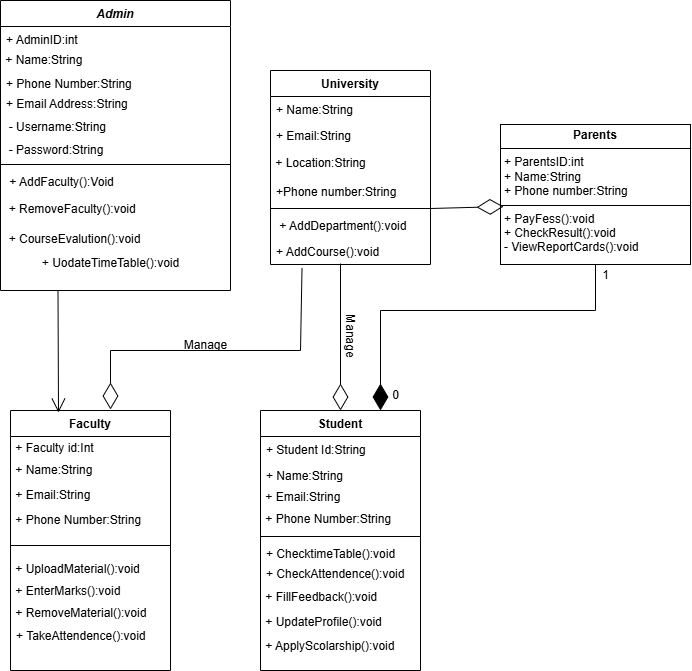 Admin
+ AdminID:int
+ Name:String
+ Phone Number:String
+ Email Address:String
- Username:String
- Password:String
+ AddFaculty():Void
+ RemoveFaculty():void
+ CourseEvalution():void
+ UodateTimeTable():void
University
+ Name:String
+ Email:String
+ Location:String
+Phone number:String
+ AddDepartment():void
+ AddCourse():void
Parents
+ ParentsID:int
+ Name:String
+ Phone number:String
+ PayFess():void
+ CheckResult():void
- ViewReportCards():void
1
Manage
Manage
0
Faculty
+ Faculty id:Int
+ Name:String
+ Email:String
+ Phone Number:String
+ UploadMaterial():void
+ EnterMarks():void
+ RemoveMaterial():void
+ TakeAttendence():void
Student
+ Student Id:String
+ Name:String
+ Email:String
+ Phone Number:String
+ ChecktimeTable():void
+ CheckAttendence():void
+ FillFeedback():void
+ UpdateProfile():void
+ ApplyScolarship():void